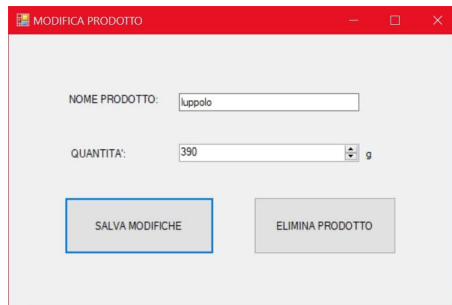 MODIFICA PRODOTTO
NOME PRODOTTO: luppolo
QUANTITA': 390 g
SALVA MODIFICHE ELIMINA PRODOTTO